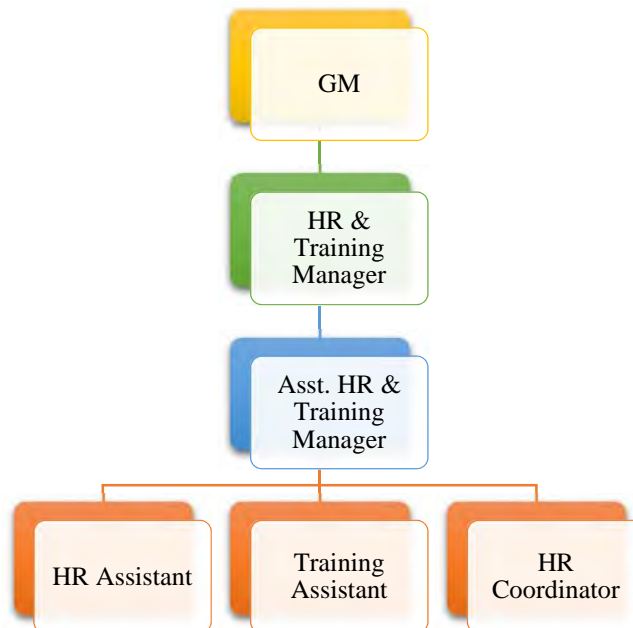 GM
HR &
Training
Manager
Asst. HR &
Training
Manager
HR Assistant
Training
Assistant
HR
Coordinator